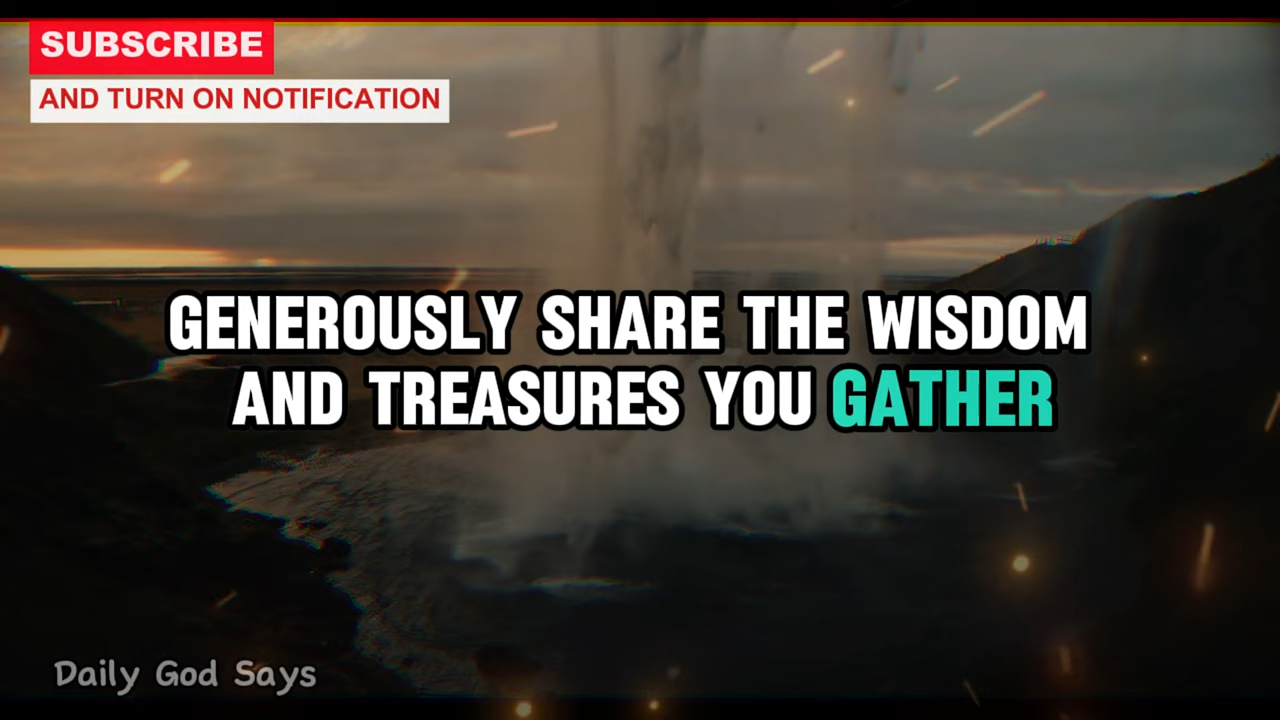 SUBSCRIBE
AND TURN ON NOTIFICATION
GENEROUSLY SHARE THE WISDOM
AND TREASURES YOU GATHER
Daily God Says